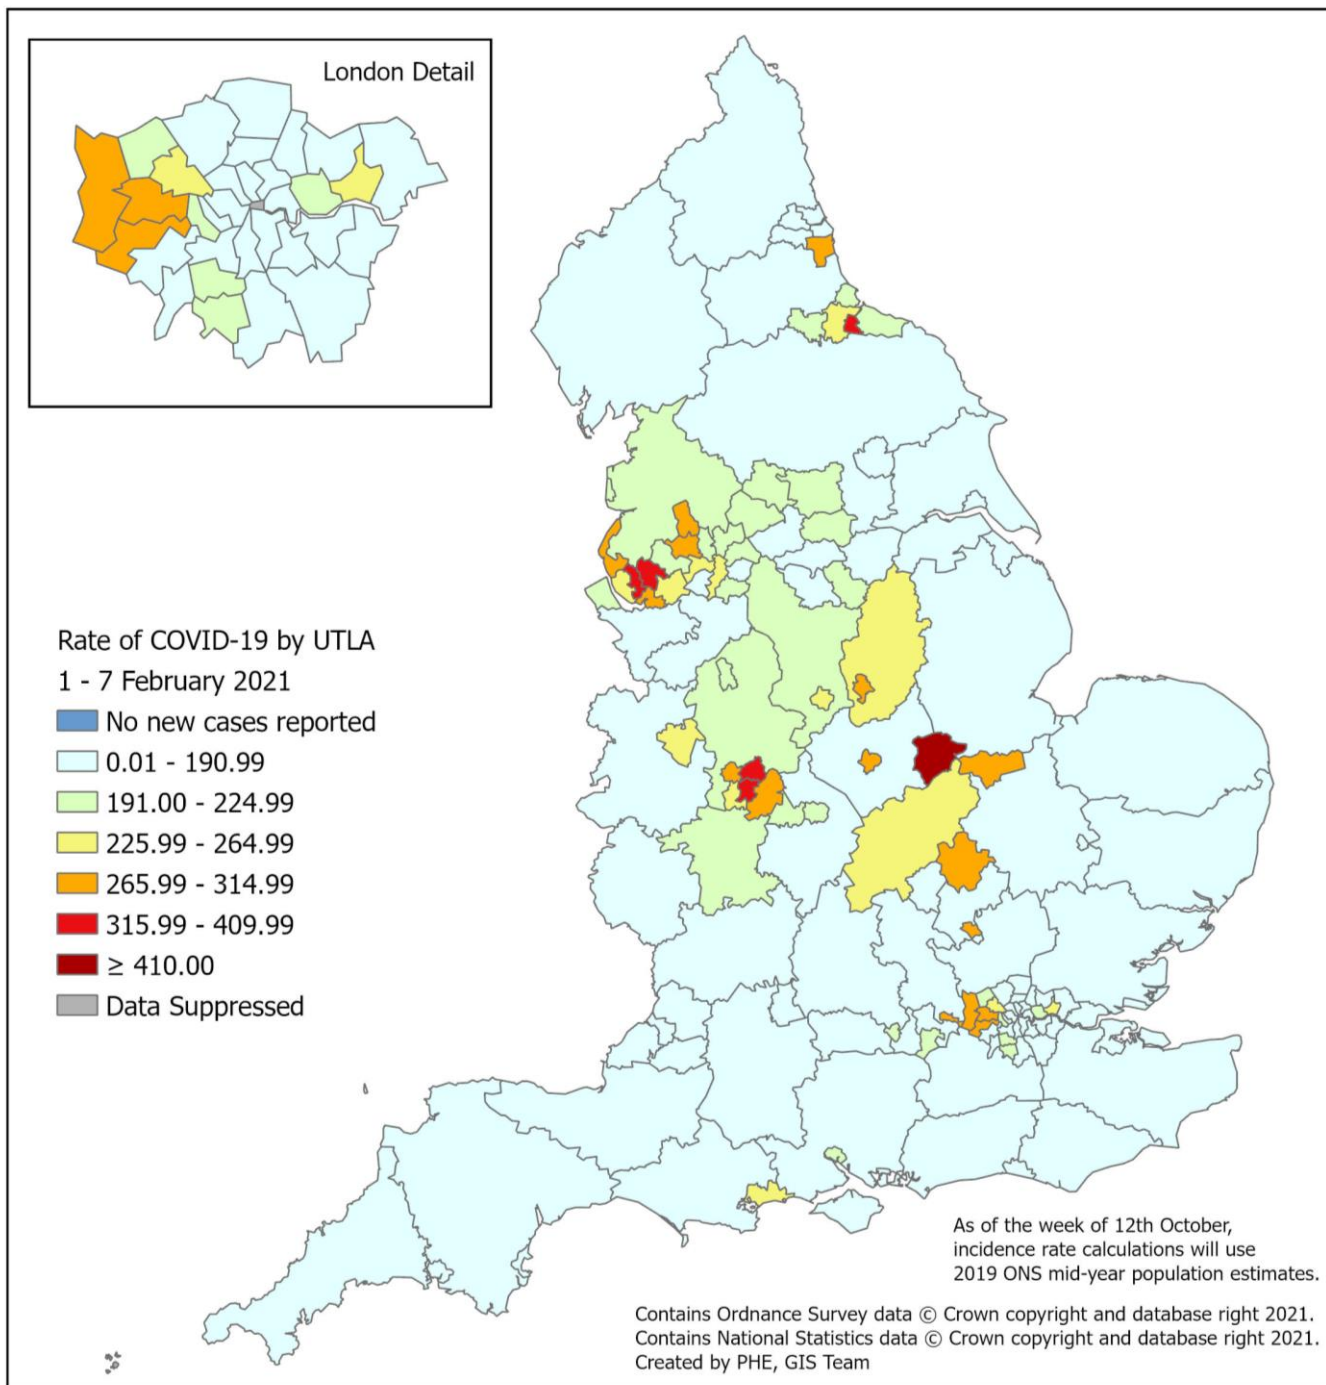 London Detail
Rate of COVID-19 by UTLA
1 - 7 February 2021
No new cases reported
0.01 - 190.99
191.00 - 224.99
225.99 - 264.99
265.99 - 314.99
315.99 - 409.99
≥ 410.00
Data Suppressed
As of the week of 12th October,
incidence rate calculations will use
2019 ONS mid-year population estimates.
Contains Ordnance Survey data © Crown copyright and database right 2021.
Contains National Statistics data © Crown copyright and database right 2021.
Created by PHE, GIS Team